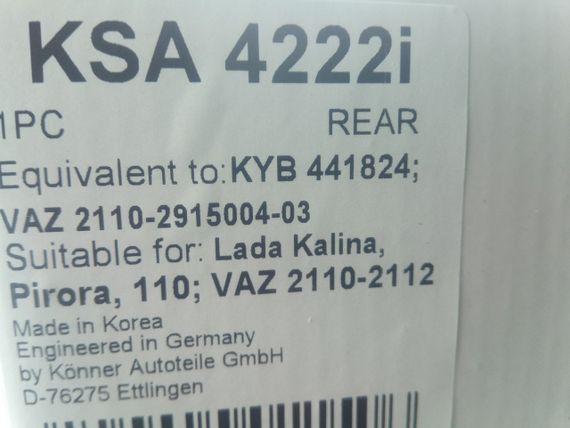 KSA 4222i
1PC REAR
Equivalent to: KYB 441824;
VAZ 2110-2915004-03
Suitable for: Lada Kalina,
Pirora, 110; VAZ 2110-2112
Made in Korea
Engineered in Germany
by Könner Autoteile GmbH
D-76275 Ettlingen